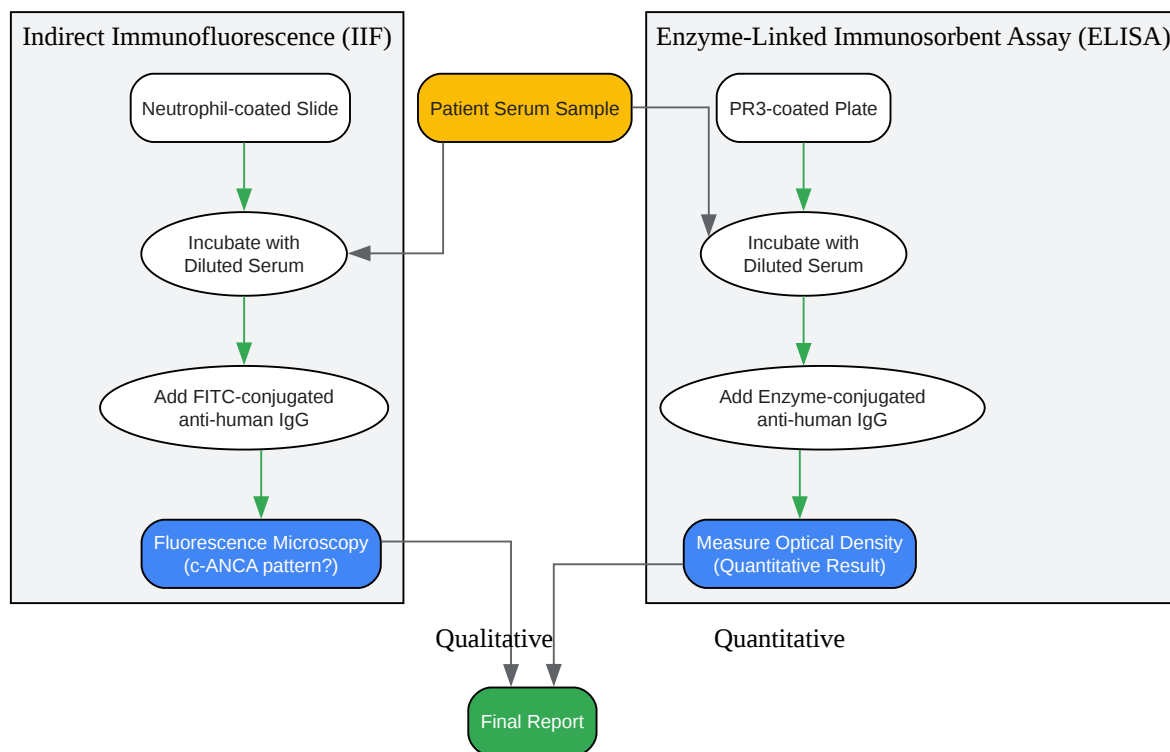 Indirect Immunofluorescence (IIF)
Enzyme-Linked Immunosorbent Assay (ELISA)
Neutrophil-coated Slide
Patient Serum Sample
PR3-coated Plate
Incubate with
Diluted Serum
Incubate with
Diluted Serum
Add FITC-conjugated
anti-human IgG
Add Enzyme-conjugated
anti-human IgG
Fluorescence Microscopy
(c-ANCA pattern?)
Measure Optical Density
(Quantitative Result)
Qualitative
Quantitative
Final Report